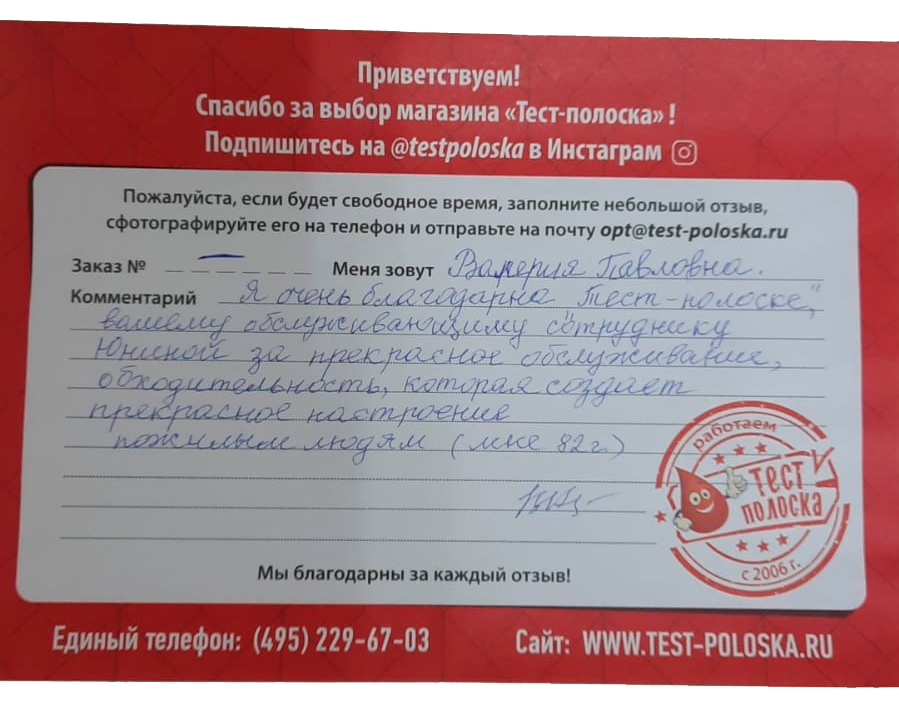 Приветствуем!
Спасибо за выбор магазина «Тест-полоска» !
Подпишитесь на @testpoloska в Инстаграм
Пожалуйста, если будет свободное время, заполните небольшой отзыв,
сфотографируйте его на телефон и отправьте на почту opt@test-poloska.ru
Заказ № _ _ _ _ _ _ Меня зовут Валерия Павловна.
Комментарий Я очень благодарна "Тест-полоске",
вашему обслуживающему сотруднику
за прекрасное обслуживание,
обходительность, которая создает
прекрасное настроение
пожилым людям (мне 82 г.)
работаем
тест
полоска
с 2006 г.
Мы благодарны за каждый отзыв!
Единый телефон: (495) 229-67-03 Сайт: WWW.TEST-POLOSKA.RU